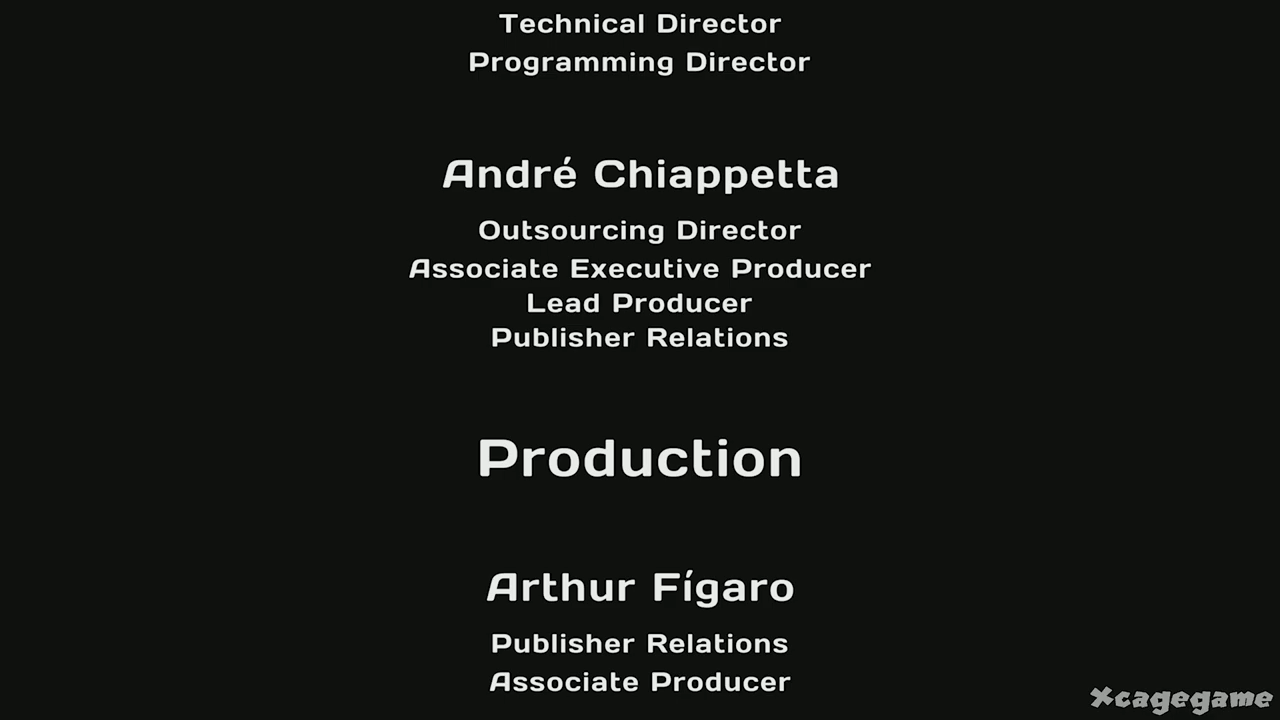 Technical Director
Programming Director
André Chiappetta
Outsourcing Director
Associate Executive Producer
Lead Producer
Publisher Relations
Production
Arthur Fígaro
Publisher Relations
Associate Producer
Xcagegame